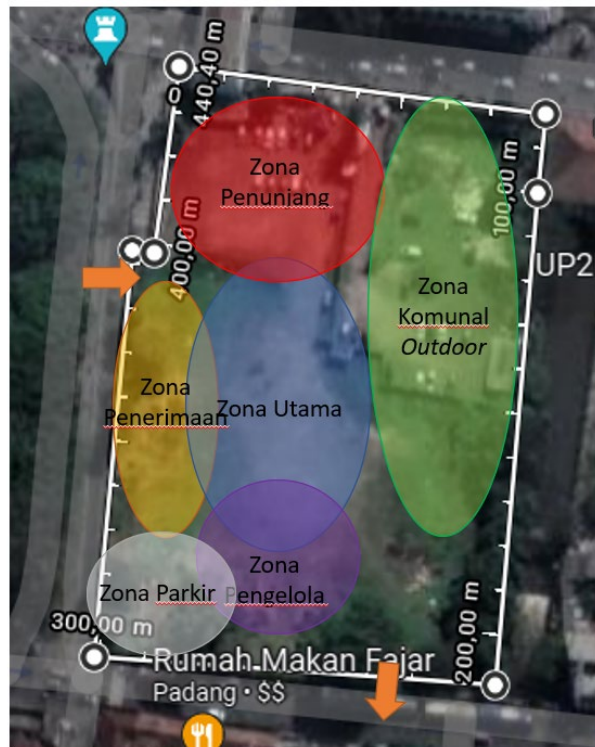 0
440,40 m
Zona
Penunjang
100,00 m
400,00 m
UP2
Zona
Komunal
Outdoor
Zona
Penerimaan
Zona Utama
Zona
Pengelola
Zona Parkir
300,00 m
200,00 m
Rumah Makan Fajar
Padang • $$